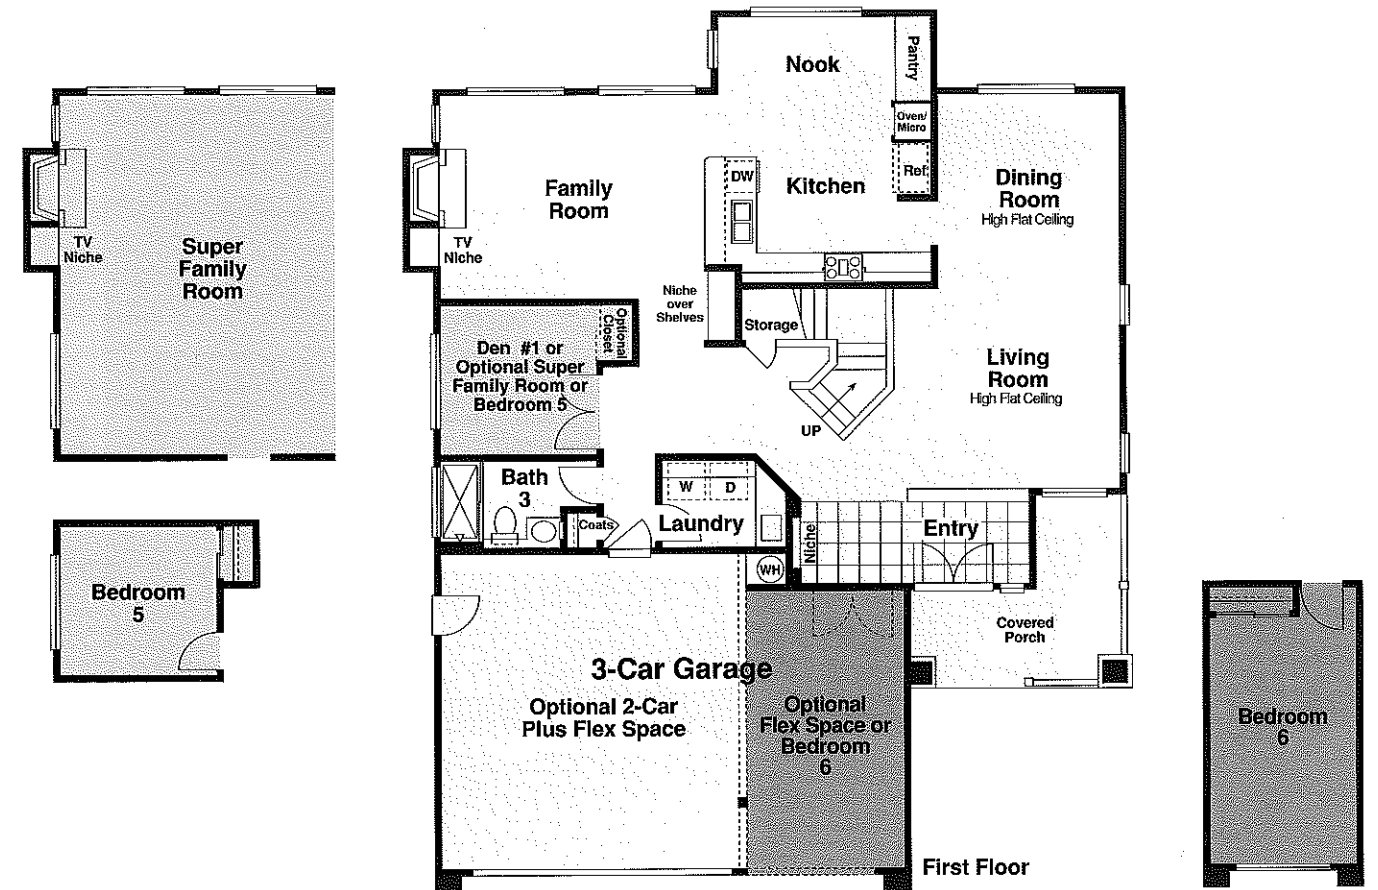 Super
Family
Room
TV
Niche
Bedroom
5
Nook
Pantry
Oven/
Micro
Ref
DW
Kitchen
Family
Room
TV
Niche
Dining
Room
High Flat Ceiling
Niche
over
Shelves
Storage
Optional
Closet
Den #1 or
Optional Super
Family Room or
Bedroom 5
Living
Room
High Flat Ceiling
UP
Bath
3
W
D
Coats
Laundry
Niche
Entry
WH
Covered
Porch
3-Car Garage
Optional 2-Car
Plus Flex Space
Optional
Flex Space or
Bedroom
6
First Floor
Bedroom
6